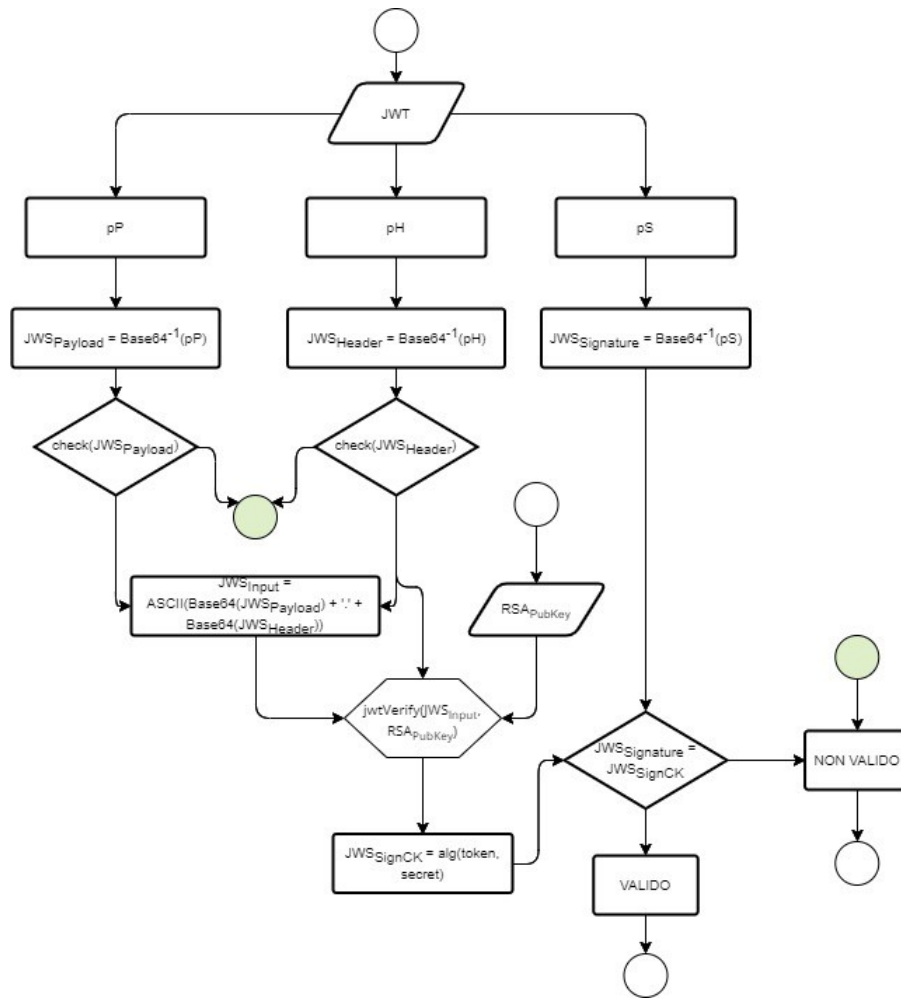 JWT
pP
pH
pS
JWSPayload = Base64-1(pP)
JWSHeader = Base64-1(pH)
JWSSignature = Base64-1(pS)
check(JWSPayload)
check(JWSHeader)
JWSInput =
ASCII(Base64(JWSPayload) + '.' +
Base64(JWSHeader))
RSAPubKey
jwtVerify(JWSInput,
RSAPubKey)
JWSSignature =
JWSSignCK
NON VALIDO
JWSSignCK = alg(token,
secret)
VALIDO